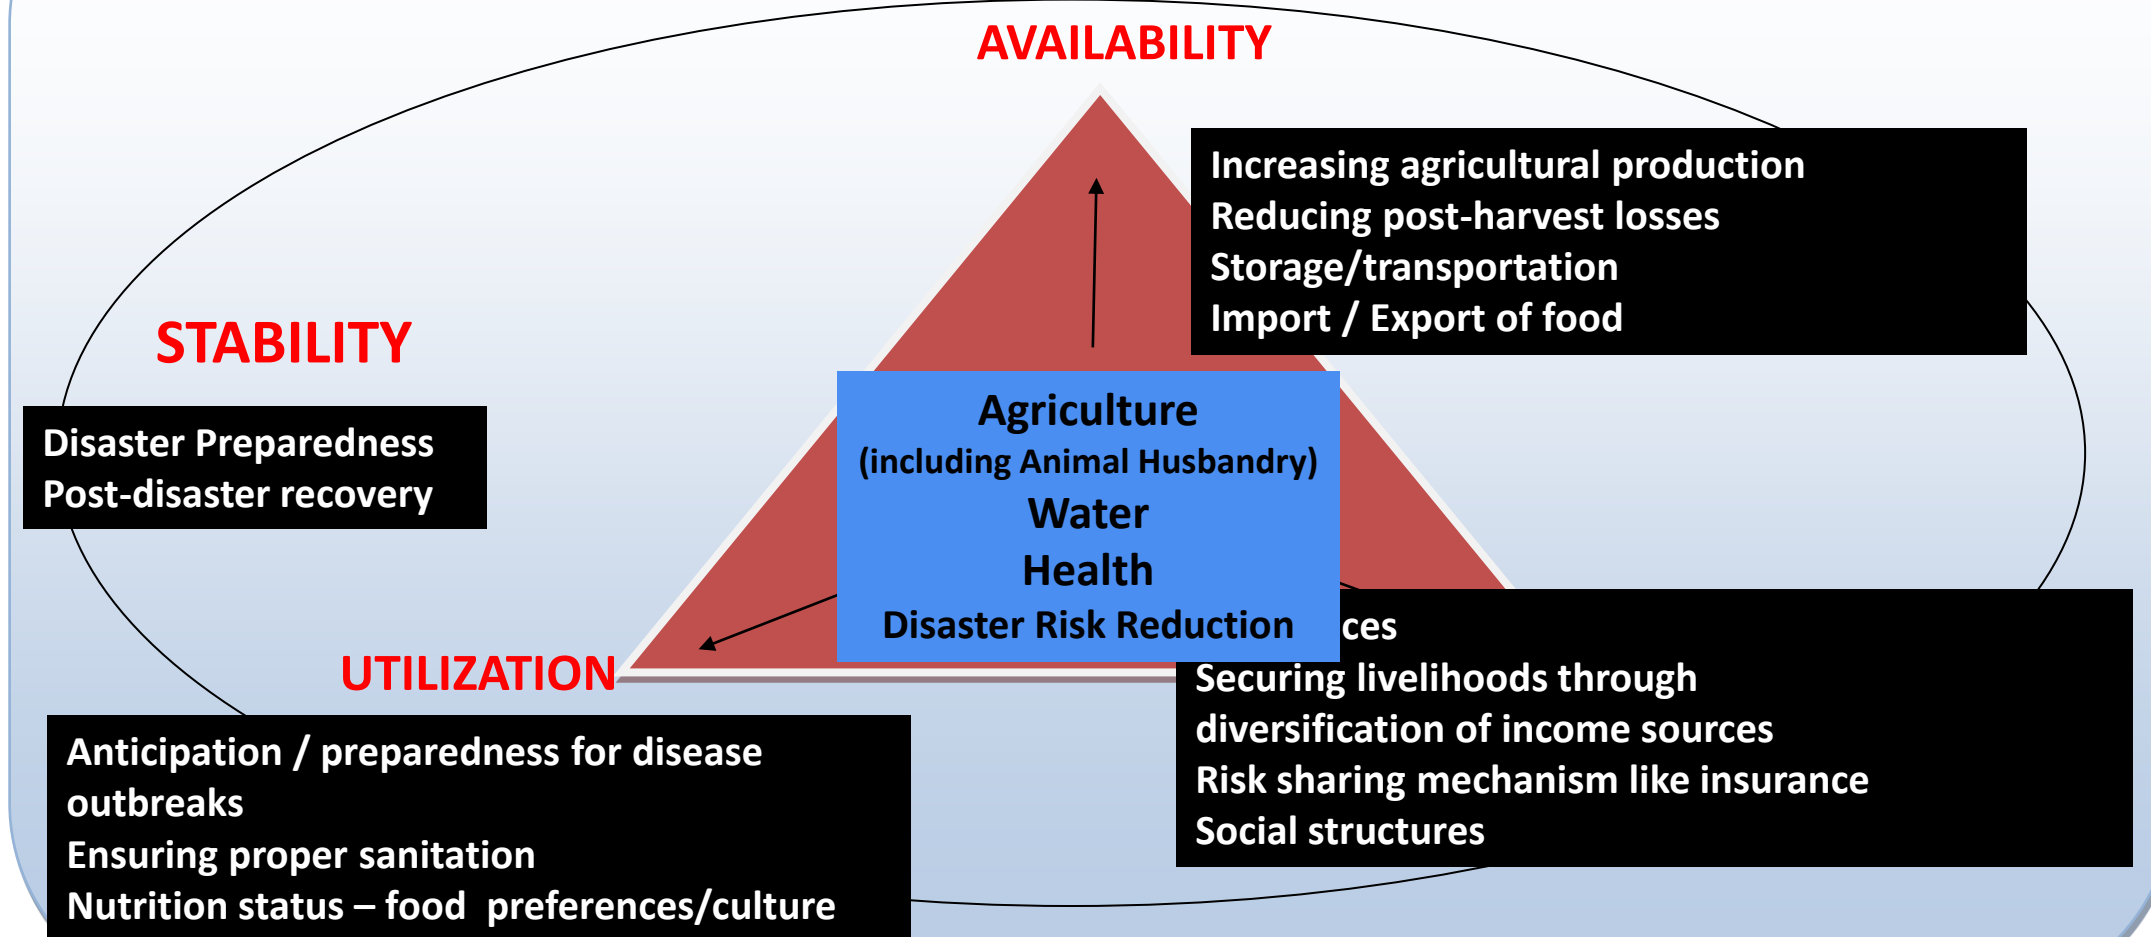 AVAILABILITY
Increasing agricultural production
Reducing post-harvest losses
Storage/transportation
Import / Export of food
STABILITY
Disaster Preparedness
Post-disaster recovery
Agriculture
(including Animal Husbandry)
Water
Health
Disaster Risk Reduction
ces
Securing livelihoods through
diversification of income sources
Risk sharing mechanism like insurance
Social structures
UTILIZATION
Anticipation / preparedness for disease
outbreaks
Ensuring proper sanitation
Nutrition status – food  preferences/culture